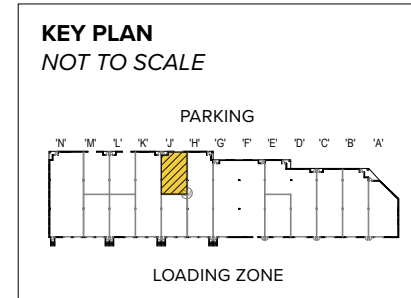 KEY PLAN
NOT TO SCALE
PARKING
'N' 'M' 'L' 'K' 'J' 'H' 'G' 'F' 'E' 'D' 'C' 'B' 'A'
LOADING ZONE